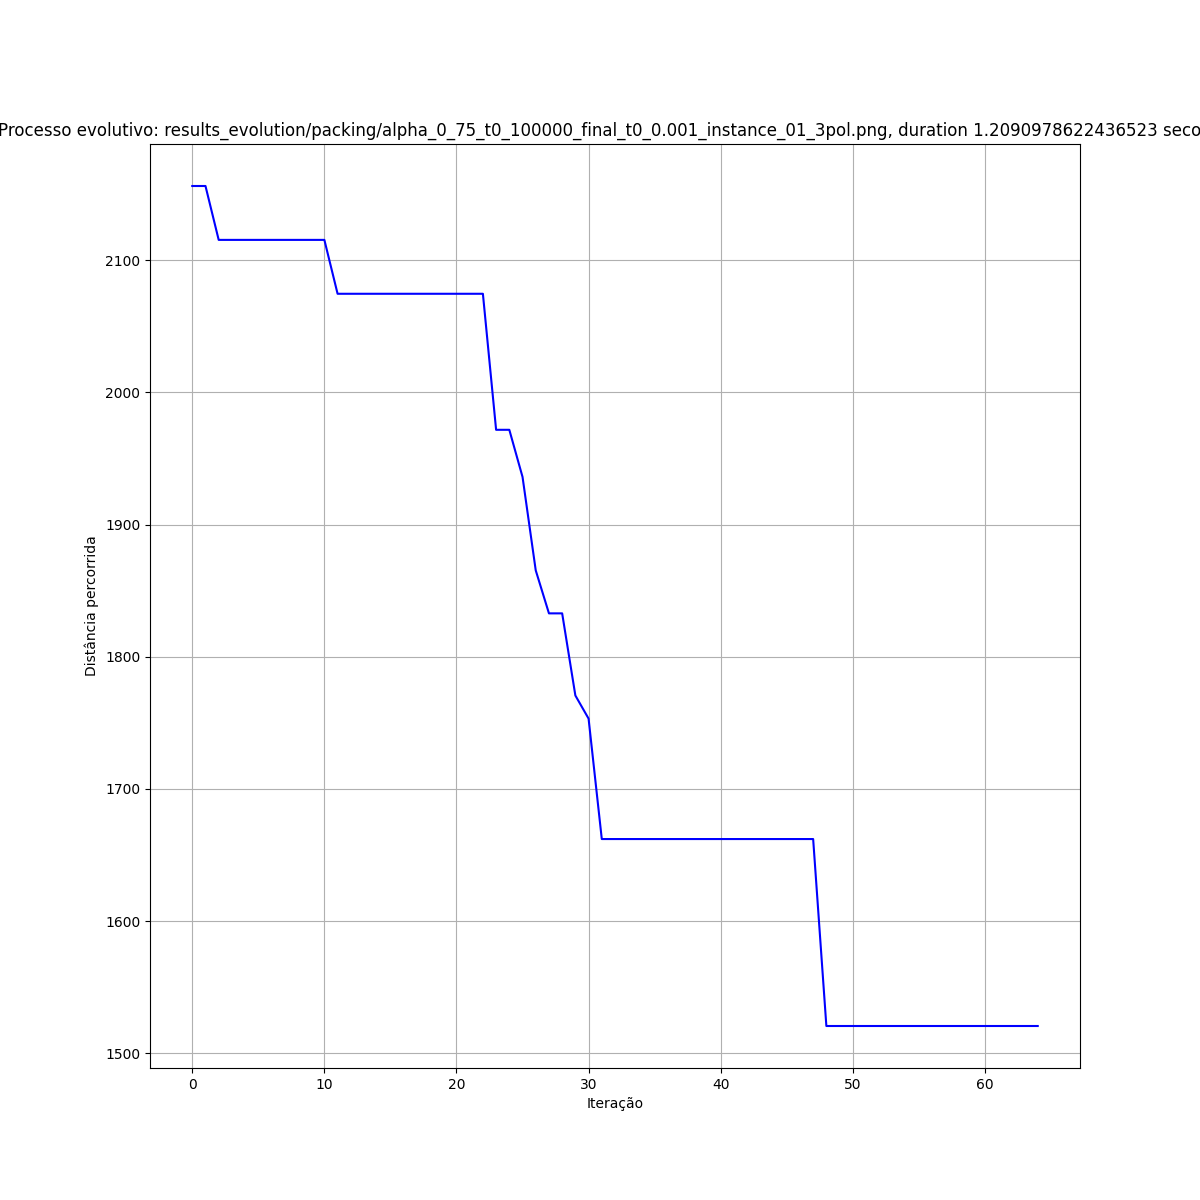 Processo evolutivo: results_evolution/packing/alpha_0_75_t0_100000_final_t0_0.001_instance_01_3pol.png, duration 1.2090978622436523 seco
2100
2000
1900
1800
1700
1600
1500
Distância percorrida
0 10 20 30 40 50 60
Iteração